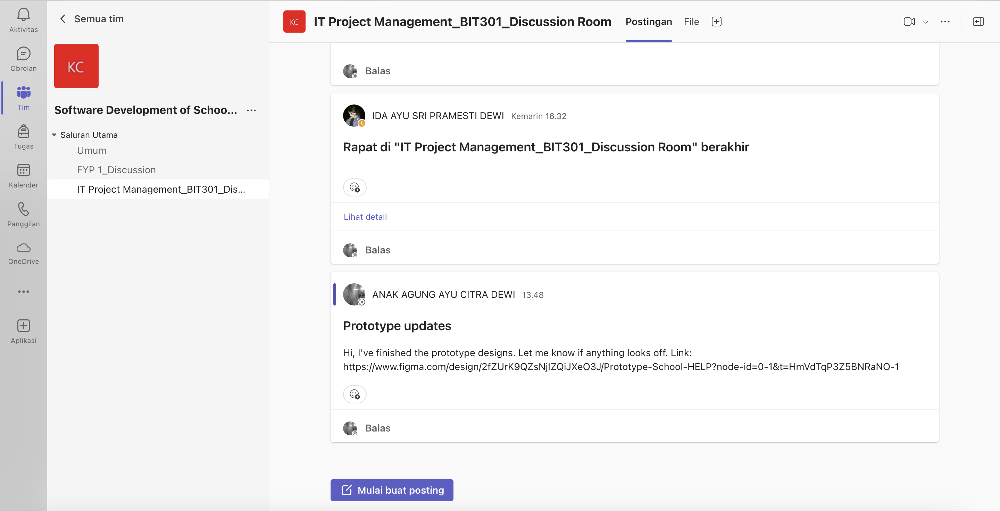 Aktivitas
Obrolan
Tim
Tugas
Kalender
Panggilan
OneDrive
Aplikasi
Semua tim
KC
Software Development of Schoo...
Saluran Utama
Umum
FYP 1_Discussion
IT Project Management_BIT301_Dis...
KC
IT Project Management_BIT301_Discussion Room
Postingan
File
Balas
IDA AYU SRI PRAMESTI DEWI Kemarin 16.32
Rapat di "IT Project Management_BIT301_Discussion Room" berakhir
Lihat detail
Balas
ANAK AGUNG AYU CITRA DEWI 13.48
Prototype updates
Hi, I've finished the prototype designs. Let me know if anything looks off. Link:
https://www.figma.com/design/2fZUrK9QZsNjIZQiJXeO3J/Prototype-School-HELP?node-id=0-1&t=HmVdTqP3Z5BNRaNO-1
Balas
Mulai buat posting